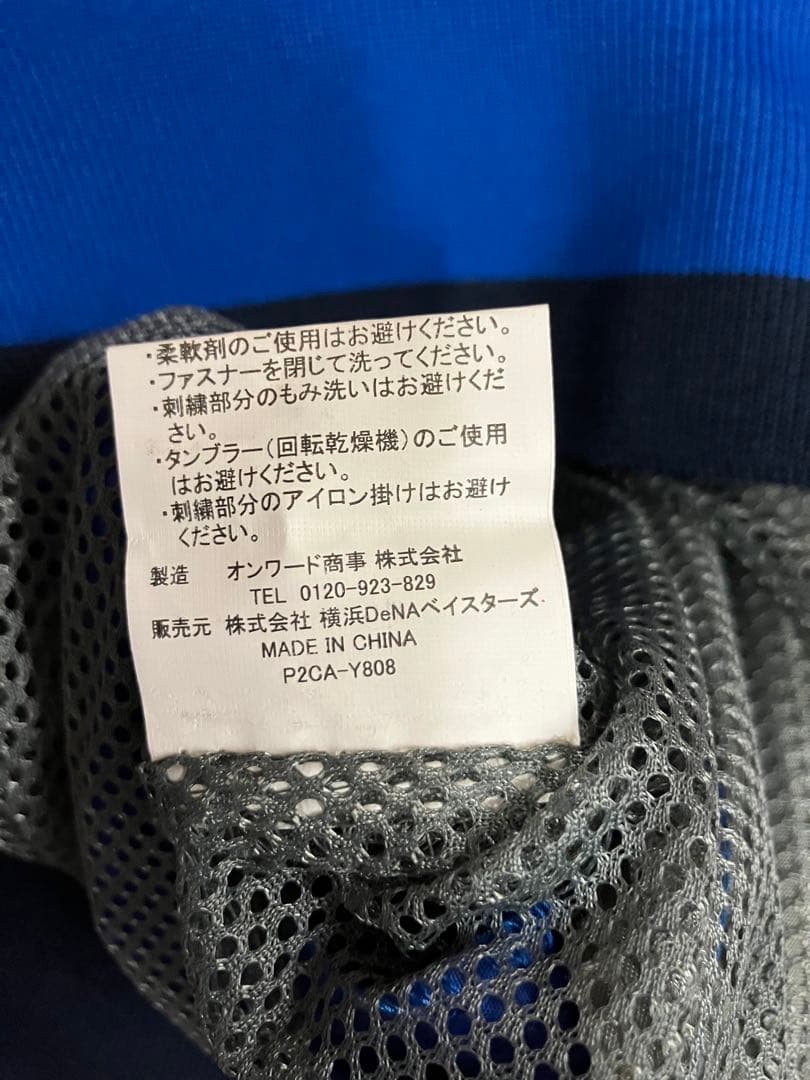 ・柔軟剤のご使用はお避けください。
・ファスナーを閉じて洗ってください。
・刺繍部分のもみ洗いはお避けくだ
さい。
・タンブラー(回転乾燥機)のご使用
はお避けください。
・刺繍部分のアイロン掛けはお避け
ください。
製造 オンワード商事 株式会社
TEL 0120-923-829
販売元 株式会社 横浜DeNAベイスターズ
MADE IN CHINA
P2CA-Y808